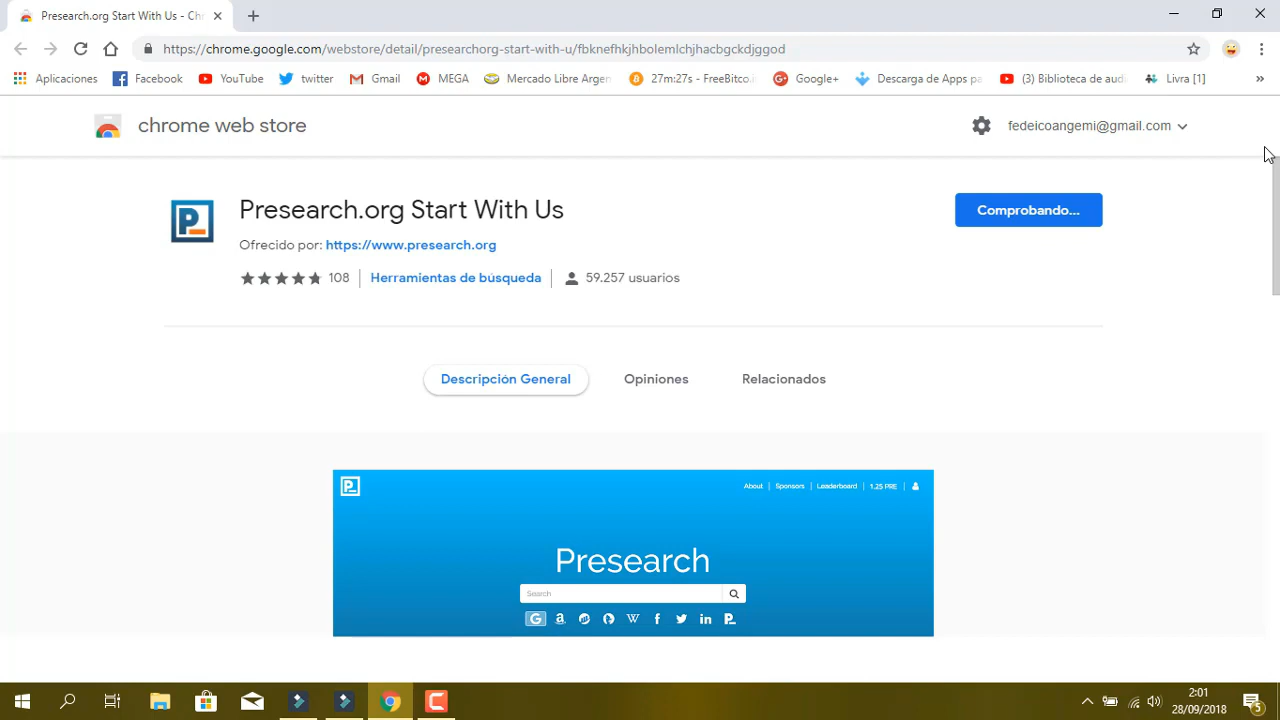 Presearch.org Start With Us - Ch
https://chrome.google.com/webstore/detail/presearchorg-start-with-u/fbknefhkjhbolemlchjhacbgckdjggod
Aplicaciones Facebook YouTube twitter Gmail MEGA Mercado Libre Argen 27m:27s - FreeBitco. Google+ Descarga de Apps pa (3) Biblioteca de aud Livra [1] »
chrome web store fedeicoangemi@gmail.com
Presearch.org Start With Us
Comprobando...
Ofrecido por: https://www.presearch.org
108 Herramientas de búsqueda 59.257 usuarios
Descripción General Opiniones Relacionados
About | Sponsors | Leaderboard | 1.25 PRE |
Presearch
Search
2:01
28/09/2018
5